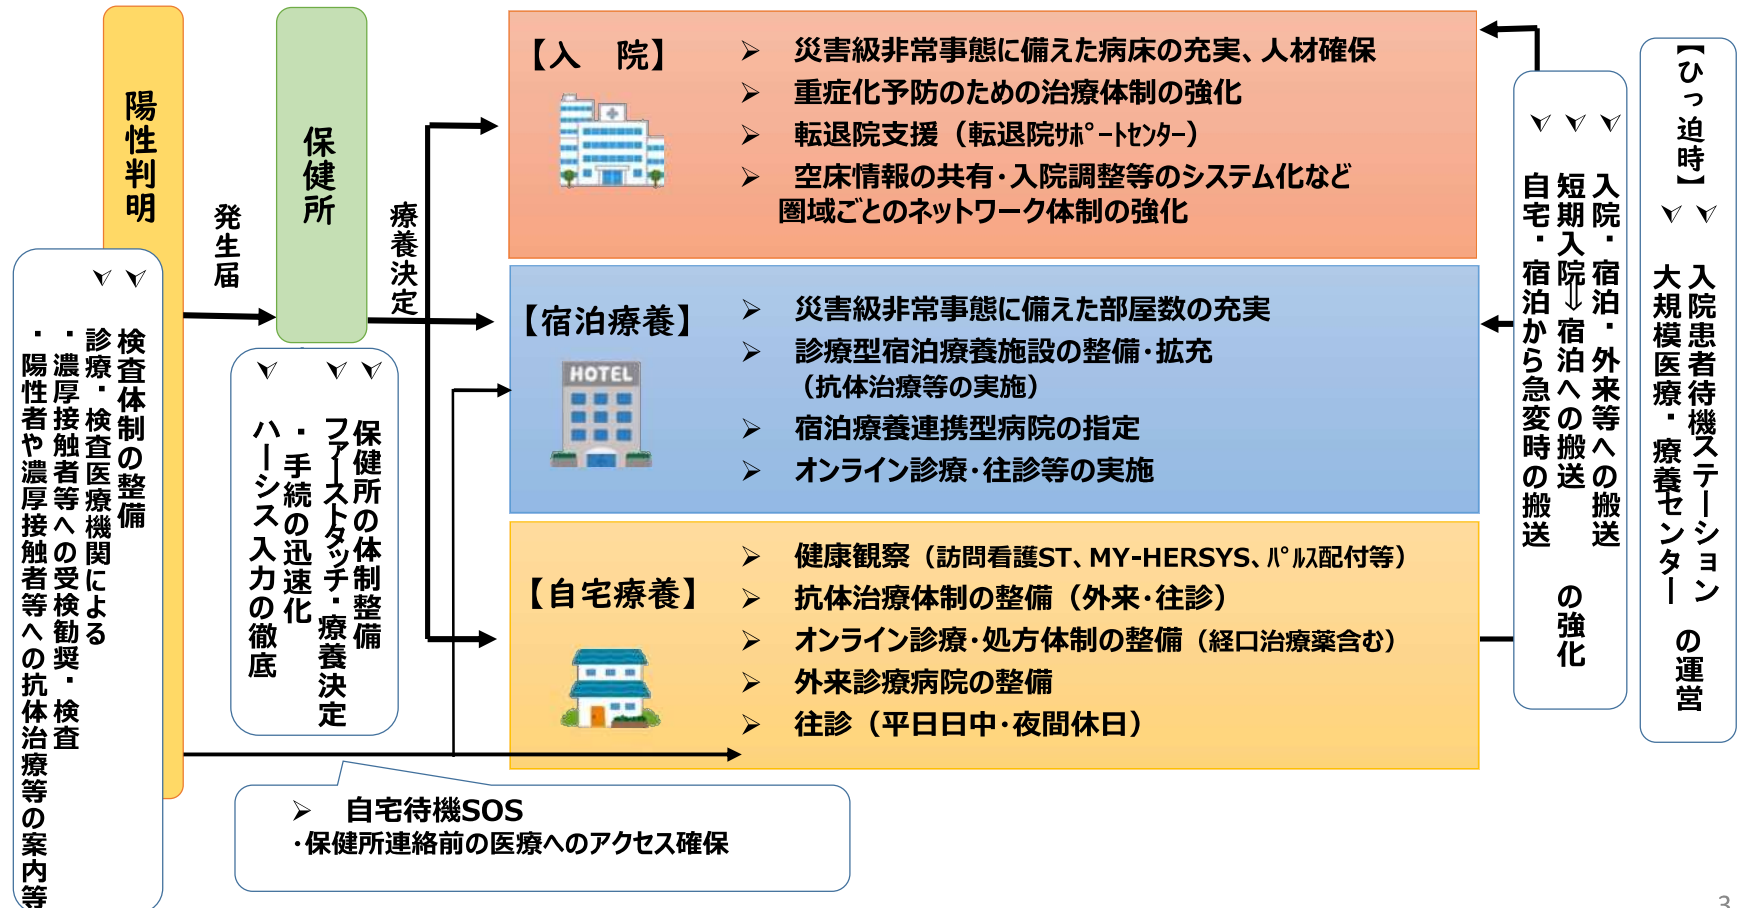 陽性判明
➢ 検査体制の整備
➢ 診療・検査医療機関による
・濃厚接触者等への受検勧奨・検査
・陽性者や濃厚接触者等への抗体治療等の案内等
発生届
保健所
➢ 保健所の体制整備
➢ ファーストタッチ・療養決定
・手続の迅速化
➢ ハーシス入力の徹底
療養決定
【入 院】
➢ 災害級非常事態に備えた病床の充実、人材確保
➢ 重症化予防のための治療体制の強化
➢ 転退院支援（転退院ｻﾎﾟｰﾄｾﾝﾀｰ）
➢ 空床情報の共有・入院調整等のシステム化など
圏域ごとのネットワーク体制の強化
【宿泊療養】
HOTEL
➢ 災害級非常事態に備えた部屋数の充実
➢ 診療型宿泊療養施設の整備・拡充
（抗体治療等の実施）
➢ 宿泊療養連携型病院の指定
➢ オンライン診療・往診等の実施
【自宅療養】
➢ 健康観察（訪問看護ST、MY-HERSYS、ﾊﾟﾙｽ配付等）
➢ 抗体治療体制の整備（外来・往診）
➢ オンライン診療・処方体制の整備（経口治療薬含む）
➢ 外来診療病院の整備
➢ 往診（平日日中・夜間休日）
➢ 自宅待機SOS
・保健所連絡前の医療へのアクセス確保
➢ 入院・宿泊・外来等への搬送
➢ 短期入院⇒宿泊への搬送 の強化
➢ 自宅・宿泊から急変時の搬送
【ひっ迫時】
➢ 入院患者待機ステーション
➢ 大規模医療・療養センター の運営
3